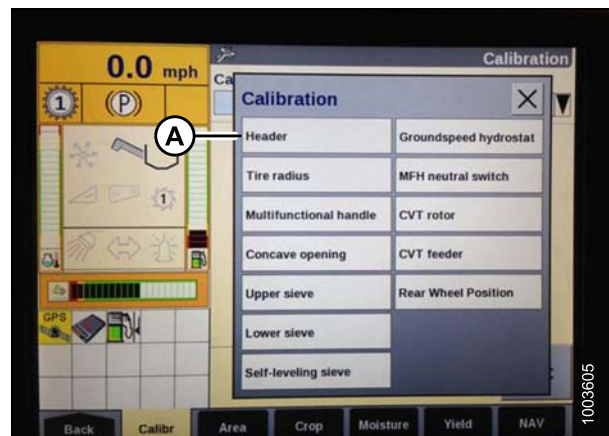 0.0 mph
Calibration
Ca
1
(P)
Calibration
A
Header
Groundspeed hydrostat
Tire radius
MFH neutral switch
Multifunctional handle
CVT rotor
1
Concave opening
CVT feeder
Upper sieve
Rear Wheel Position
Lower sieve
GPS
Self-leveling sieve
Back
Calibr
Area
Crop
Moisture
Yield
NAV
1003605